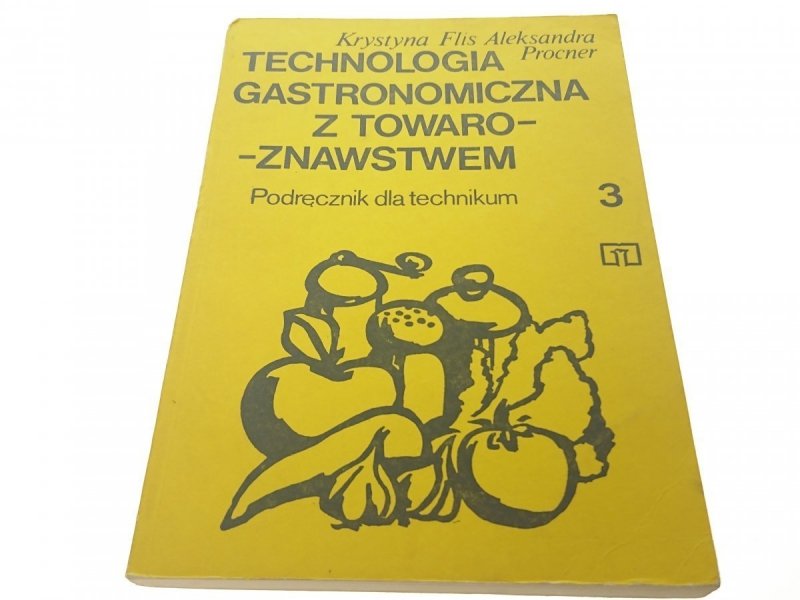 Krystyna Flis Aleksandra
Procner
TECHNOLOGIA
GASTRONOMICZNA
Z TOWARO-
-ZNAWSTWEM
Podręcznik dla technikum 3